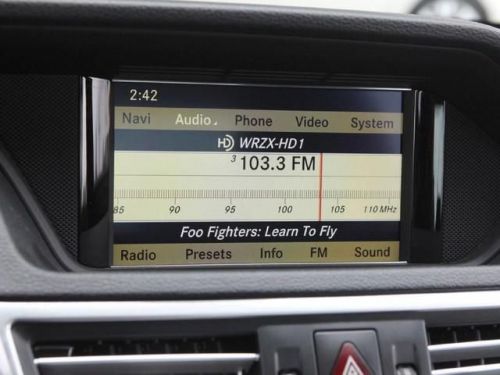 2:42
Navi Audio Phone Video System
HD WRZX-HD1
3 103.3 FM
85 90 95 100 105 110 MHz
Foo Fighters: Learn To Fly
Radio Presets Info FM Sound